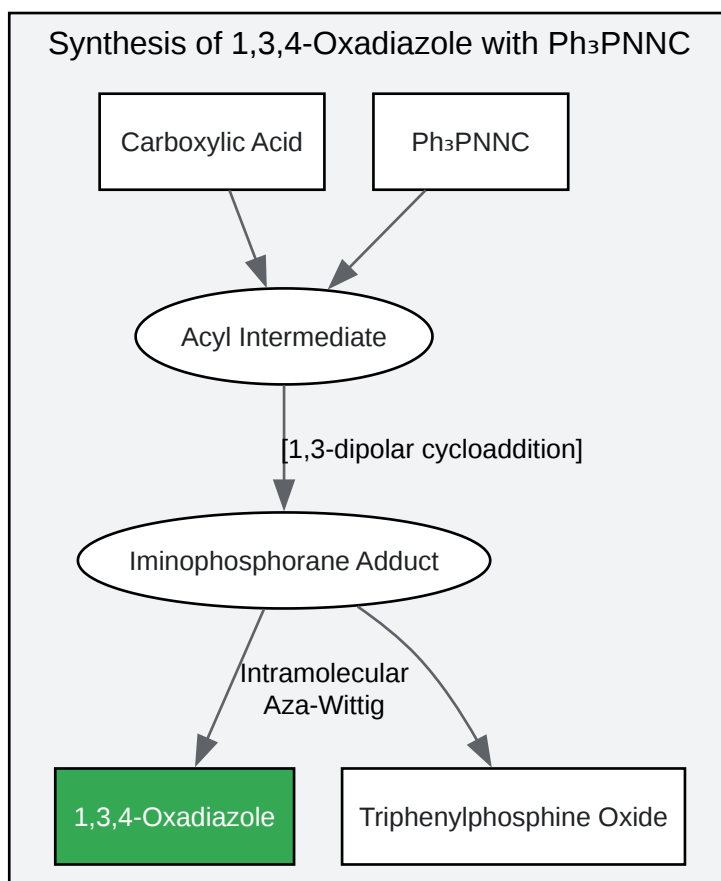 Synthesis of 1,3,4-Oxadiazole with Ph₃PNNC
Carboxylic Acid
Ph₃PNNC
Acyl Intermediate
[1,3-dipolar cycloaddition]
Iminophosphorane Adduct
Intramolecular
Aza-Wittig
1,3,4-Oxadiazole
Triphenylphosphine Oxide